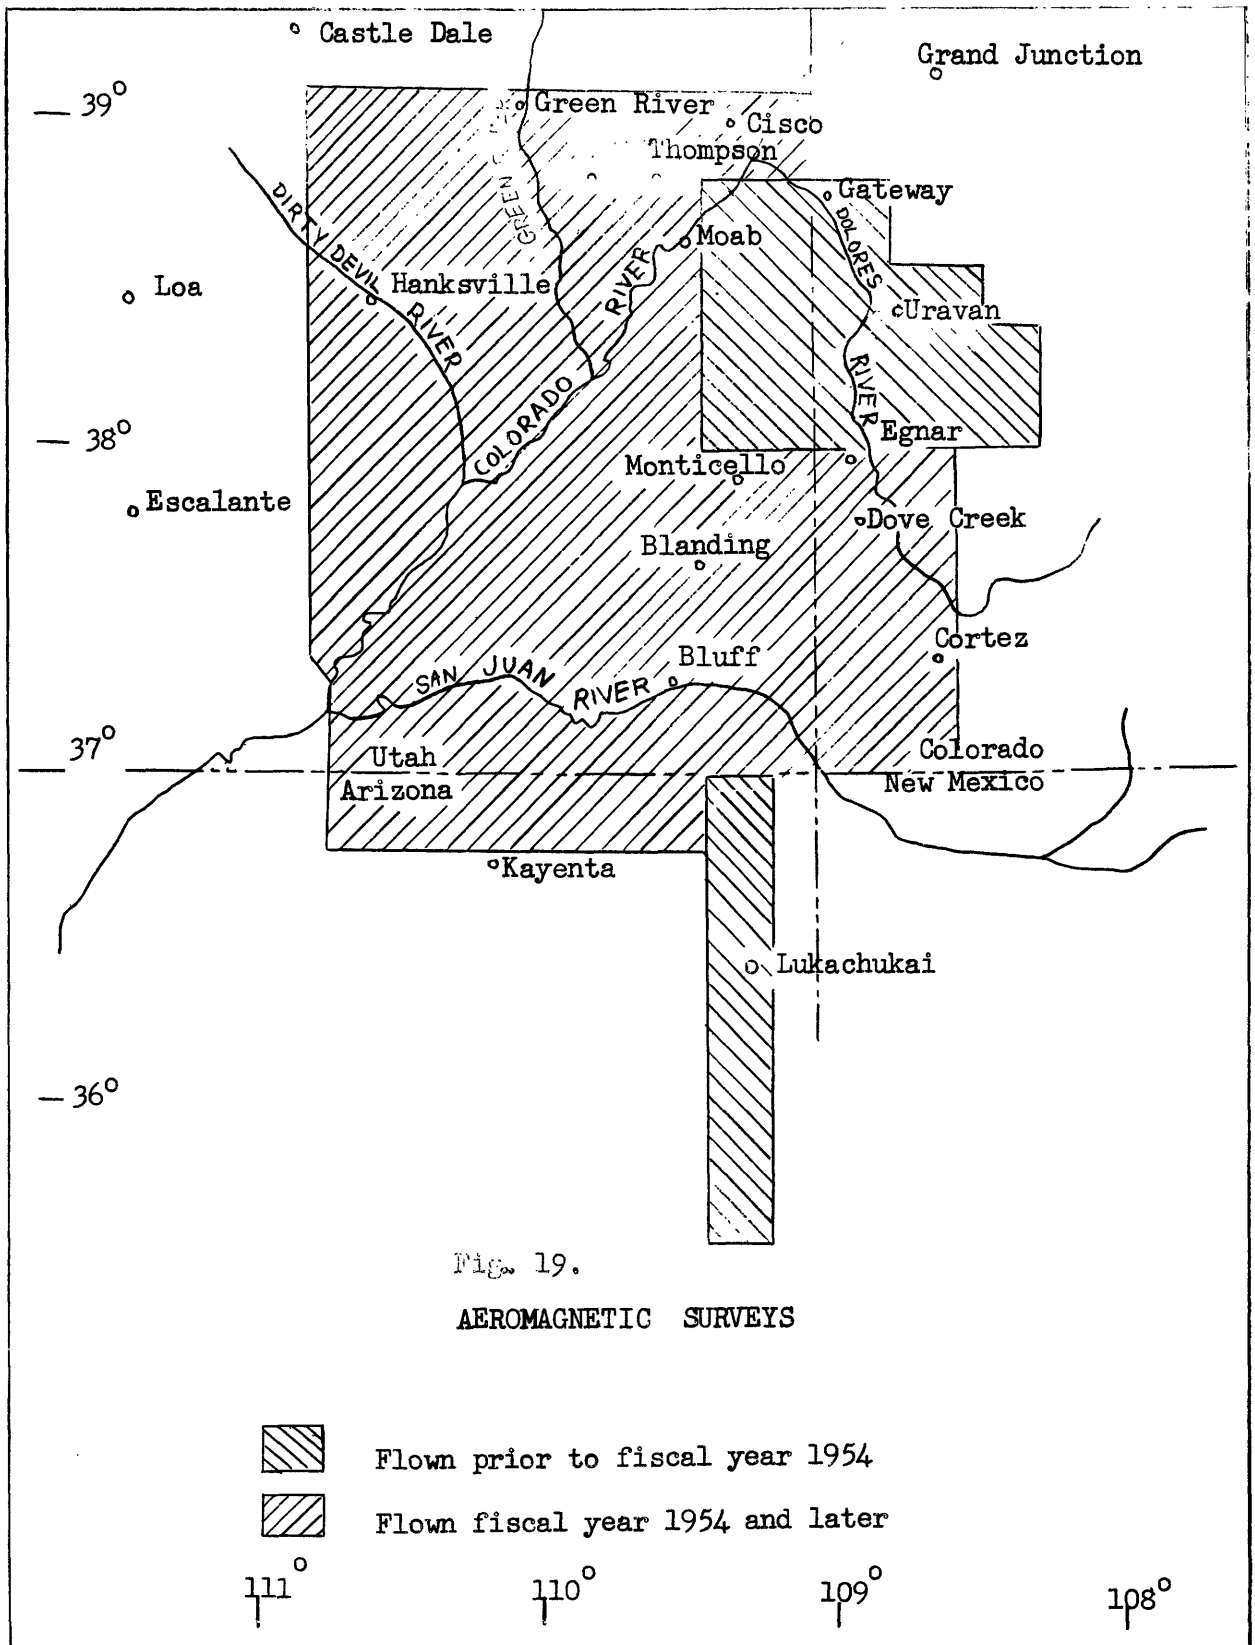 Castle Dale
Grand Junction
39°
Green River
Cisco
Thompson
GREEN
Gateway
DIRTY DEVIL RIVER
DOLORES RIVER
Moab
Loa
Hanksville
Uravan
COLORADO RIVER
38°
Egnar
Monticello
Escalante
Dove Creek
Blanding
Cortez
Bluff
SAN JUAN RIVER
37°
Utah
Colorado
Arizona
New Mexico
Kayenta
Lukachukai
36°
Fig. 19.
AEROMAGNETIC SURVEYS
Flown prior to fiscal year 1954
Flown fiscal year 1954 and later
111°
110°
109°
108°